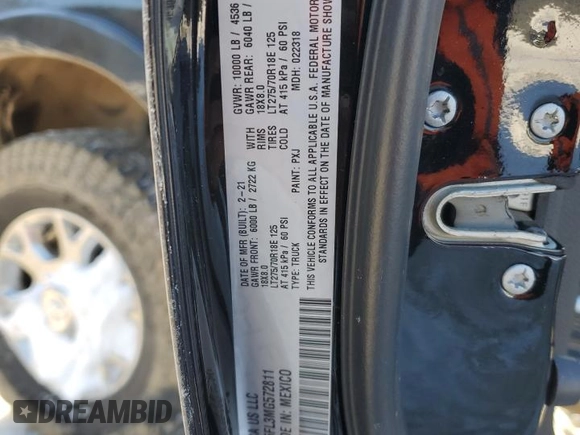 A US LLC
DATE OF MFR (BUILT): 2-21
GVWR: 10000 LB / 4536
GAWR FRONT: 6000 LB / 2722 KG
WITH
GAWR REAR: 6040 LB /
18X8.0
RIMS
18X8.0
LT275/70R18E 125
TIRES
LT275/70R18E 125
AT 415 kPa / 60 PSI
COLD
AT 415 kPa / 60 PSI
TYPE: TRUCK
PAINT: PXJ
MDH: 022318
THIS VEHICLE CONFORMS TO ALL APPLICABLE U.S.A. FEDERAL MOTOR
STANDARDS IN EFFECT ON THE DATE OF MANUFACTURE SHOW
FL3MG572811
DE IN: MEXICO
DREAMBID